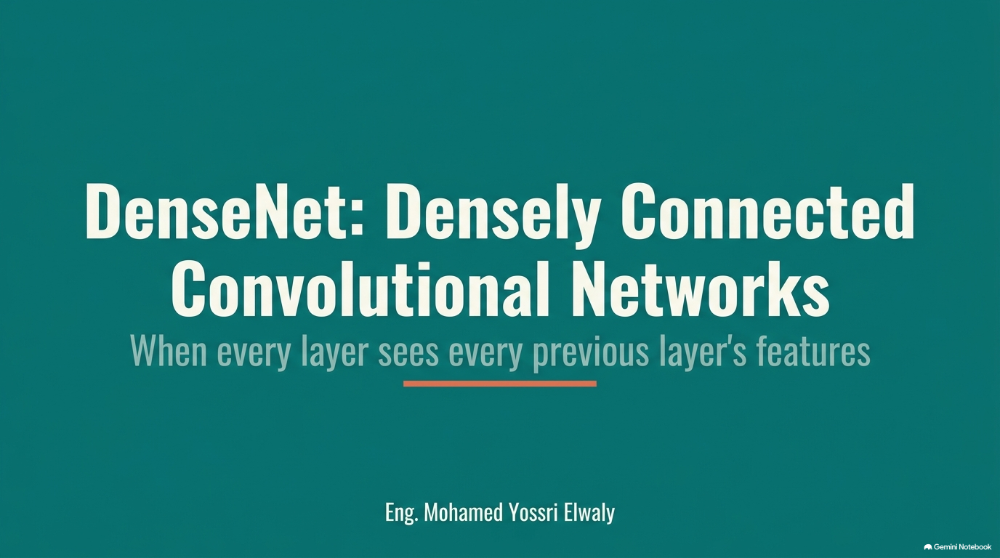 DenseNet: Densely Connected
Convolutional Networks
When every layer sees every previous layer's features
Eng. Mohamed Yossri Elwaly
Gemini Notebook